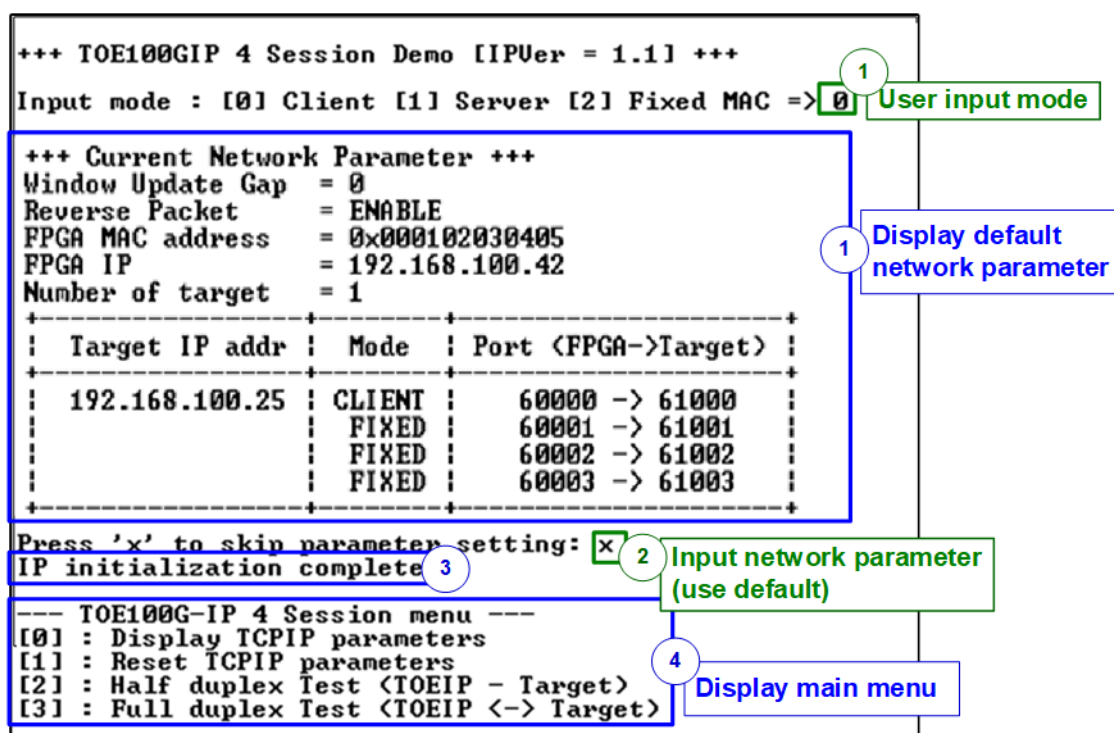 +++ TOE100GIP 4 Session Demo [IPVer = 1.1] +++
1
Input mode : [0] Client [1] Server [2] Fixed MAC => 0
User input mode
+++ Current Network Parameter +++
Window Update Gap = 0
Reverse Packet = ENABLE
FPGA MAC address = 0x000102030405
FPGA IP = 192.168.100.42
Number of target = 1
1
Display default
network parameter
Target IP addr | Mode | Port (FPGA->Target)
192.168.100.25 | CLIENT | 60000 -> 61000
FIXED | 60001 -> 61001
FIXED | 60002 -> 61002
FIXED | 60003 -> 61003
Press 'x' to skip parameter setting: x
2
Input network parameter
(use default)
IP initialization complete
3
--- TOE100G-IP 4 Session menu ---
[0] : Display TCPIP parameters
[1] : Reset TCPIP parameters
[2] : Half duplex Test (TOEIP - Target)
[3] : Full duplex Test (TOEIP <-> Target)
4
Display main menu